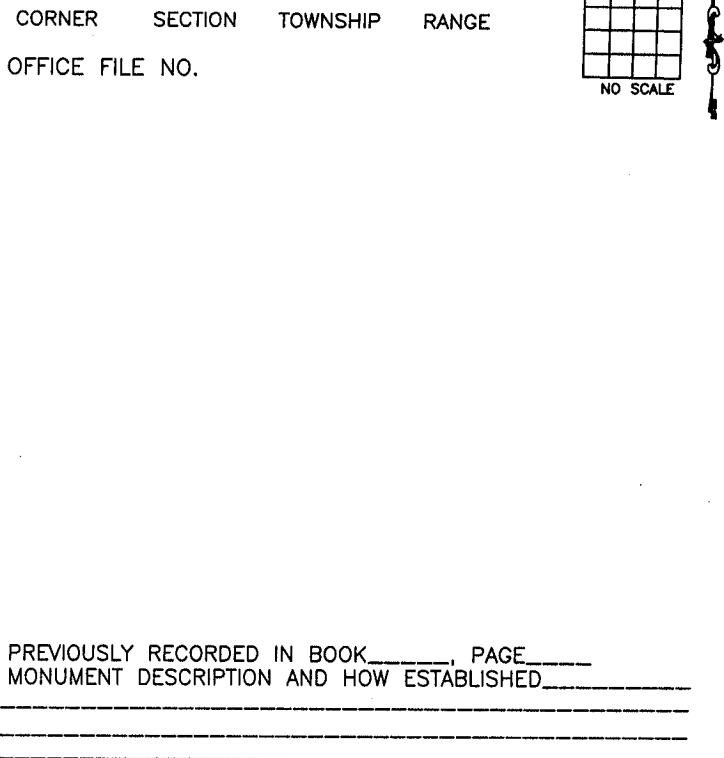 CORNER SECTION TOWNSHIP RANGE
OFFICE FILE NO.
NO SCALE
PREVIOUSLY RECORDED IN BOOK______, PAGE_____
MONUMENT DESCRIPTION AND HOW ESTABLISHED___________